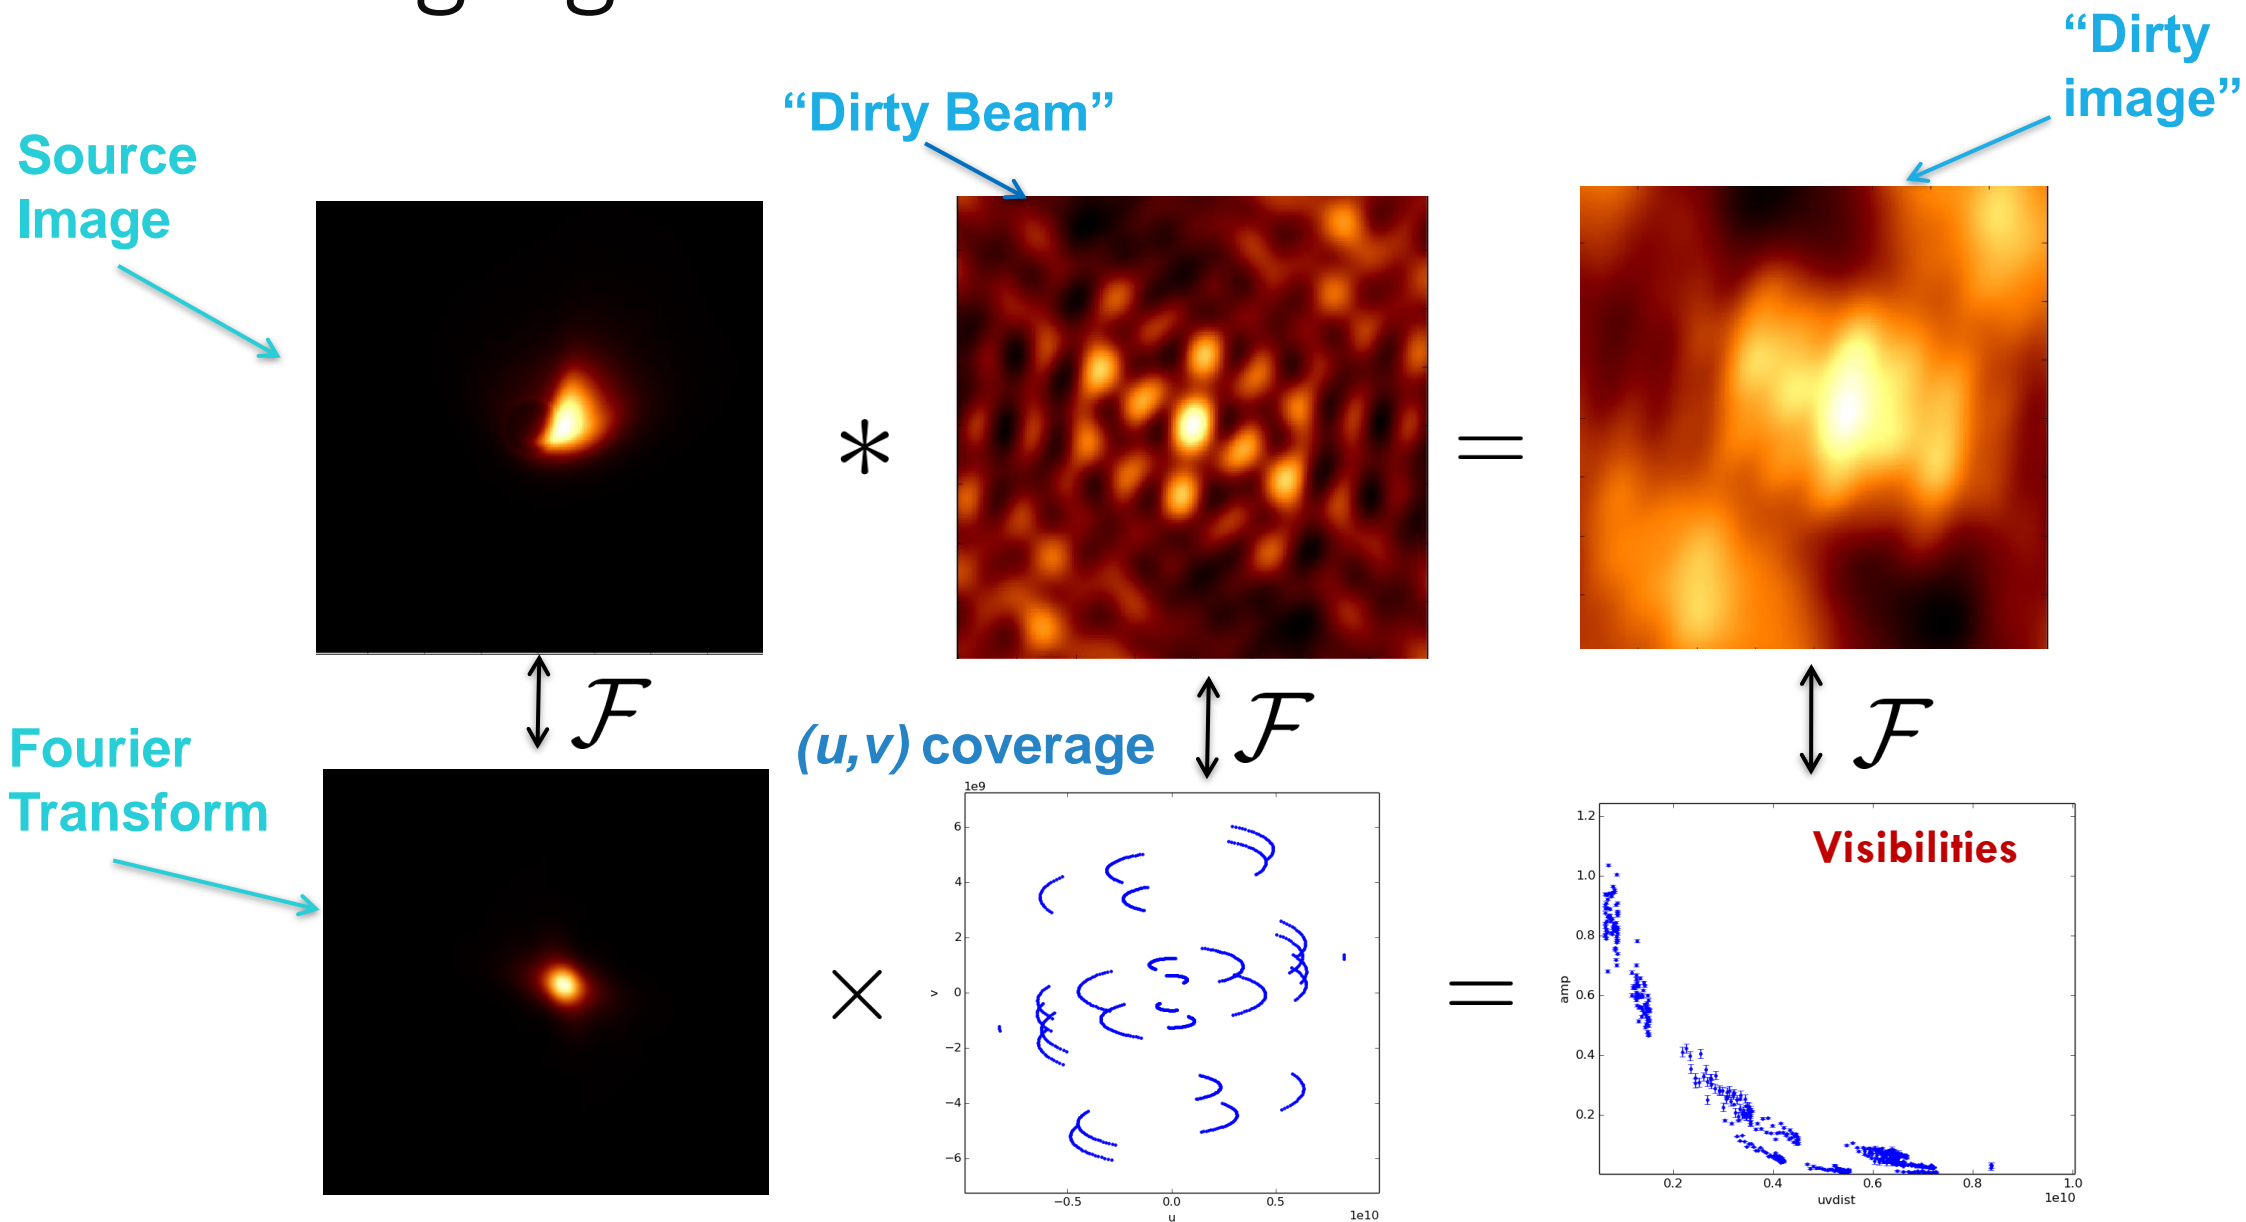 “Dirty
image”
“Dirty Beam”
Source
Image
*
=
ℱ
ℱ
ℱ
Fourier
Transform
(u,v) coverage
×
=
1e9
6
4
2
0
−2
−4
−6
v
−0.5
0.0
0.5
1e10
u
Visibilities
1.2
1.0
0.8
0.6
0.4
0.2
amp
0.2
0.4
0.6
0.8
1.0
1e10
uvdist